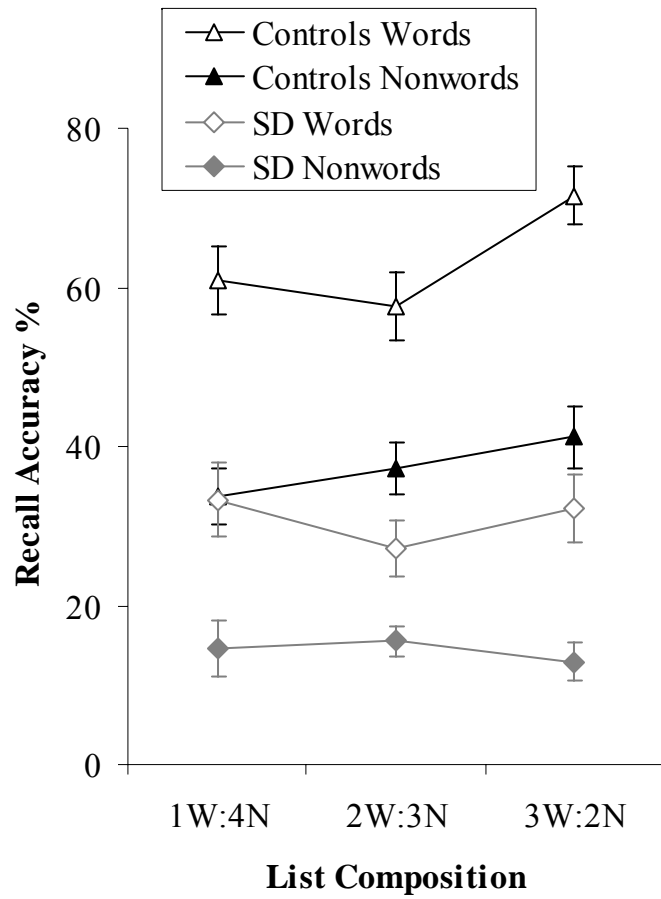 Controls Words
Controls Nonwords
SD Words
SD Nonwords
80
60
40
20
0
Recall Accuracy %
1W:4N 2W:3N 3W:2N
List Composition